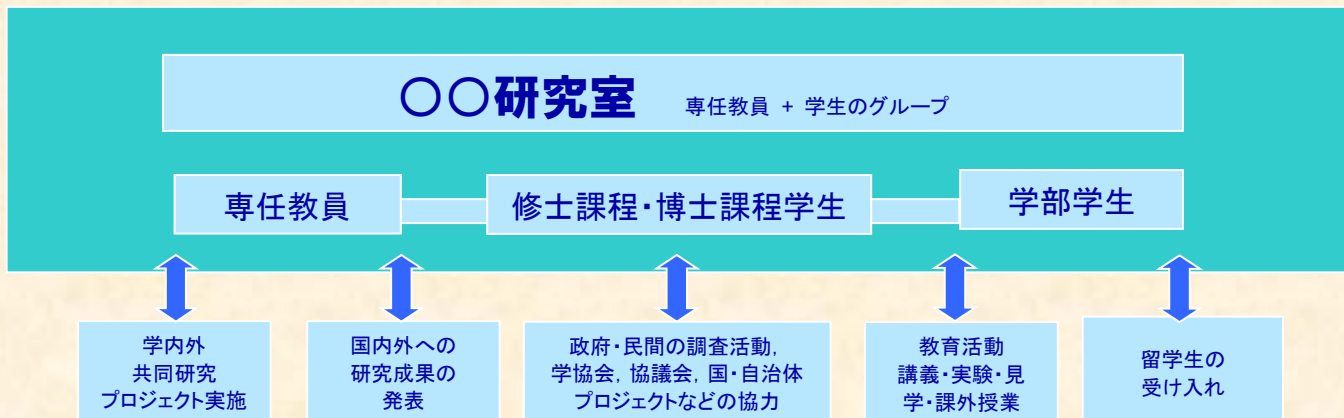 〇〇研究室 専任教員 + 学生のグループ
専任教員 修士課程・博士課程学生 学部学生
学内外
共同研究
プロジェクト実施
国内外への
研究成果の
発表
政府・民間の調査活動,
学協会, 協議会, 国・自治体
プロジェクトなどの協力
教育活動
講義・実験・見
学・課外授業
留学生の
受け入れ